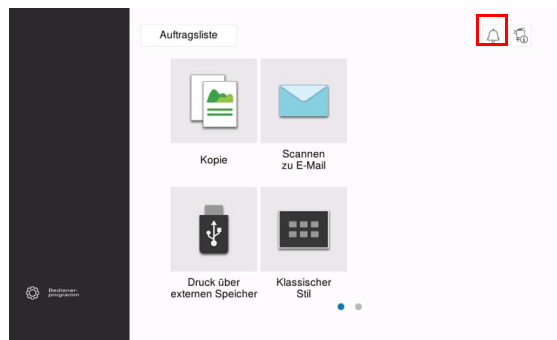 Auftragsliste
Kopie
Scannen
zu E-Mail
Druck über
externen Speicher
Klassischer
Stil
Bediener-
programm